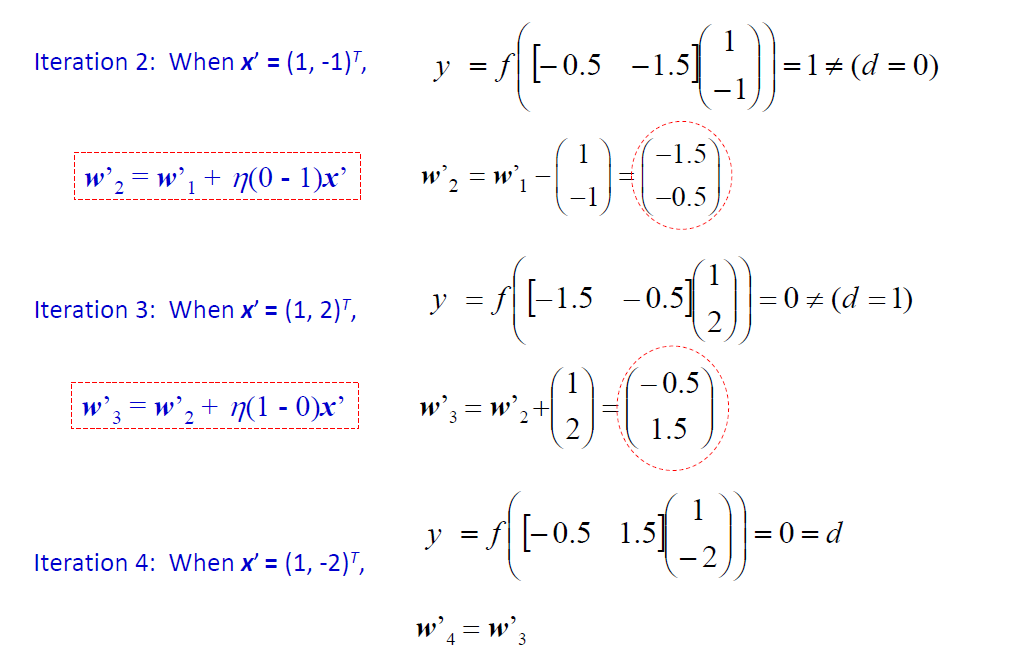 Iteration 2: When x’ = (1, -1)ᵀ, y = f([−0.5 −1.5](1 −1)) = 1 ≠ (d = 0)
w’₂ = w’₁ + η(0 - 1)x’ w’₂ = w’₁ − (1 −1) = (−1.5 −0.5)
Iteration 3: When x’ = (1, 2)ᵀ, y = f([−1.5 −0.5](1 2)) = 0 ≠ (d = 1)
w’₃ = w’₂ + η(1 - 0)x’ w’₃ = w’₂ + (1 2) = (−0.5 1.5)
Iteration 4: When x’ = (1, -2)ᵀ, y = f([−0.5 1.5](1 −2)) = 0 = d
w’₄ = w’₃